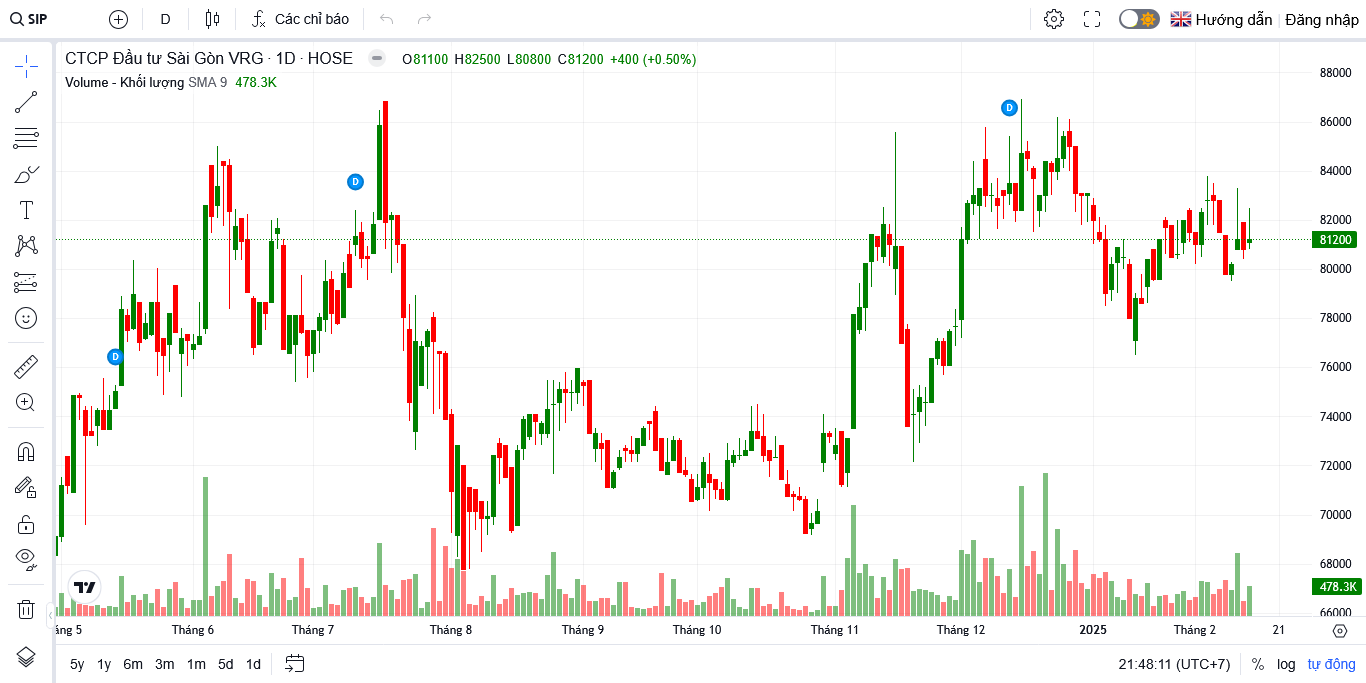 SIP D Các chỉ báo Hướng dẫn Đăng nhập
CTCP Đầu tư Sài Gòn VRG · 1D · HOSE O81100 H82500 L80800 C81200 +400 (+0.50%)
Volume - Khối lượng SMA 9 478.3K
88000
86000
84000
82000
81200
80000
78000
76000
74000
72000
70000
68000
478.3K
66000
D
D
D
áng 5 Tháng 6 Tháng 7 Tháng 8 Tháng 9 Tháng 10 Tháng 11 Tháng 12 2025 Tháng 2 21
5y 1y 6m 3m 1m 5d 1d 21:48:11 (UTC+7) % log tự động